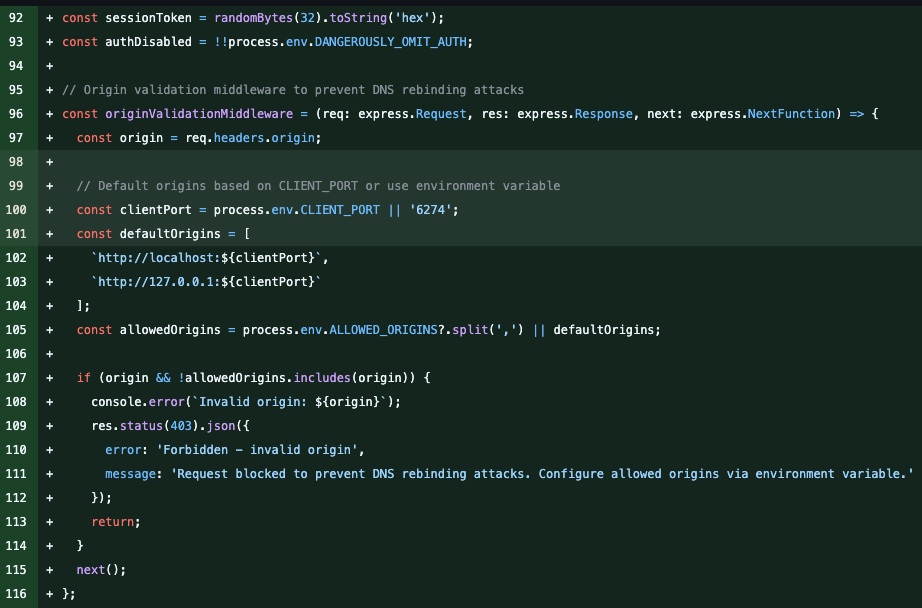 92 + const sessionToken = randomBytes(32).toString('hex');
93 + const authDisabled = !!process.env.DANGEROUSLY_OMIT_AUTH;
94 +
95 + // Origin validation middleware to prevent DNS rebinding attacks
96 + const originValidationMiddleware = (req: express.Request, res: express.Response, next: express.NextFunction) => {
97 +   const origin = req.headers.origin;
98 +
99 +   // Default origins based on CLIENT_PORT or use environment variable
100 +   const clientPort = process.env.CLIENT_PORT || '6274';
101 +   const defaultOrigins = [
102 +     `http://localhost:${clientPort}`,
103 +     `http://127.0.0.1:${clientPort}`
104 +   ];
105 +   const allowedOrigins = process.env.ALLOWED_ORIGINS?.split(',') || defaultOrigins;
106 +
107 +   if (origin && !allowedOrigins.includes(origin)) {
108 +     console.error(`Invalid origin: ${origin}`);
109 +     res.status(403).json({
110 +       error: 'Forbidden - invalid origin',
111 +       message: 'Request blocked to prevent DNS rebinding attacks. Configure allowed origins via environment variable.'
112 +     });
113 +     return;
114 +   }
115 +   next();
116 + };